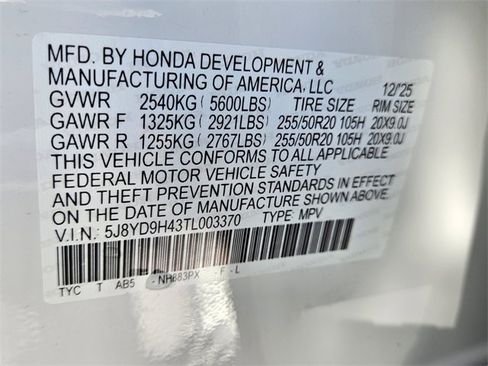 MFD. BY HONDA DEVELOPMENT &
MANUFACTURING OF AMERICA, LLC 12/25
GVWR 2540KG (5600LBS) TIRE SIZE RIM SIZE
GAWR F 1325KG (2921LBS) 255/50R20 105H 20X9.0J
GAWR R 1255KG (2767LBS) 255/50R20 105H 20X9.0J
THIS VEHICLE CONFORMS TO ALL APPLICABLE
FEDERAL MOTOR VEHICLE SAFETY
AND THEFT PREVENTION STANDARDS IN EFFECT
ON THE DATE OF MANUFACTURE SHOWN ABOVE.
V.I.N.: 5J8YD9H43TL003370 TYPE: MPV
TYC T AB5 NH883PX F - L